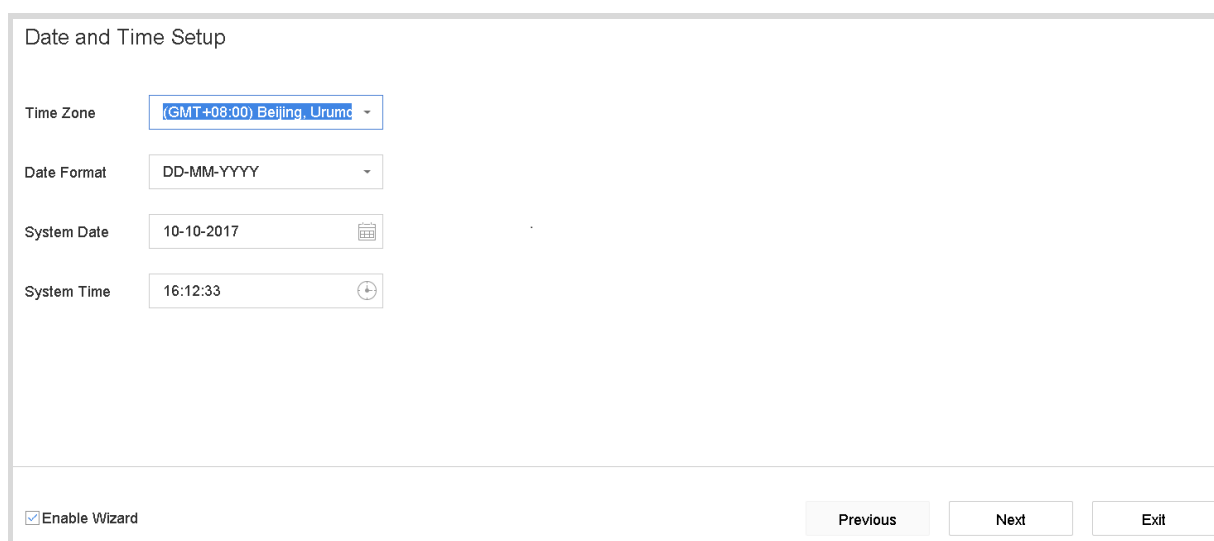 Date and Time Setup
Time Zone (GMT+08:00) Beijing, Urumc
Date Format DD-MM-YYYY
System Date 10-10-2017
System Time 16:12:33
Enable Wizard Previous Next Exit